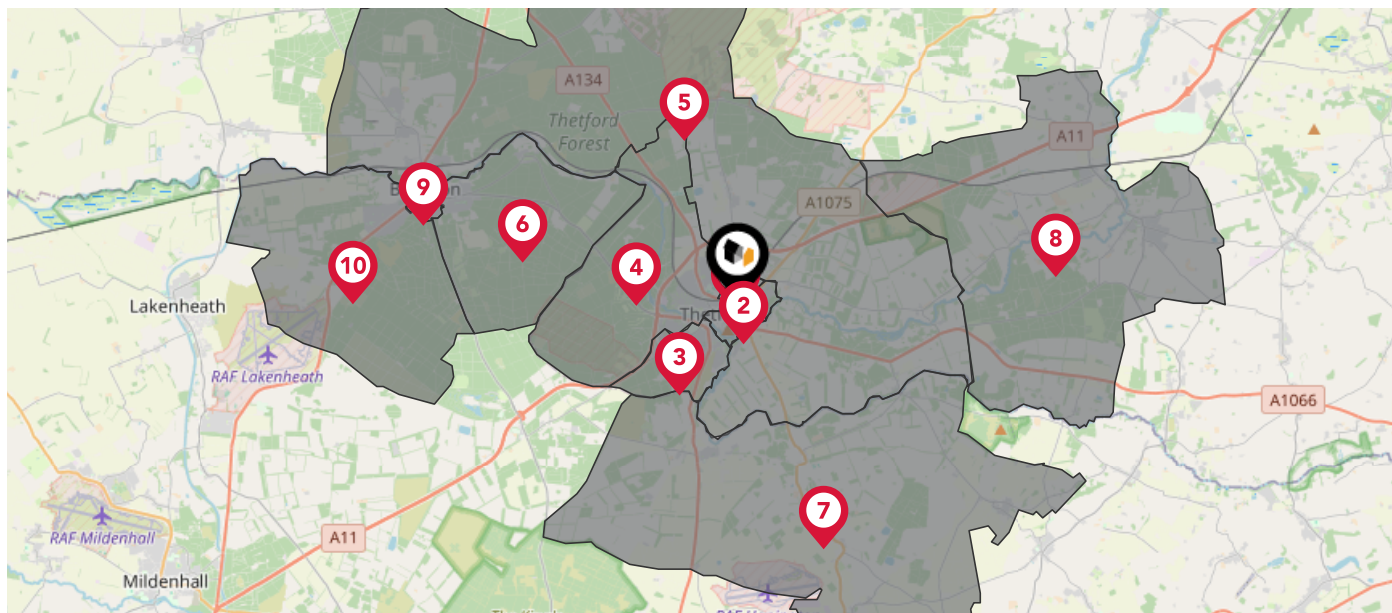 A134
5
Thetford
Forest
A11
9
6
A1075
8
10
4
Lakenheath
2
3
RAF Lakenheath
A1066
7
RAF Mildenhall
A11
Mildenhall